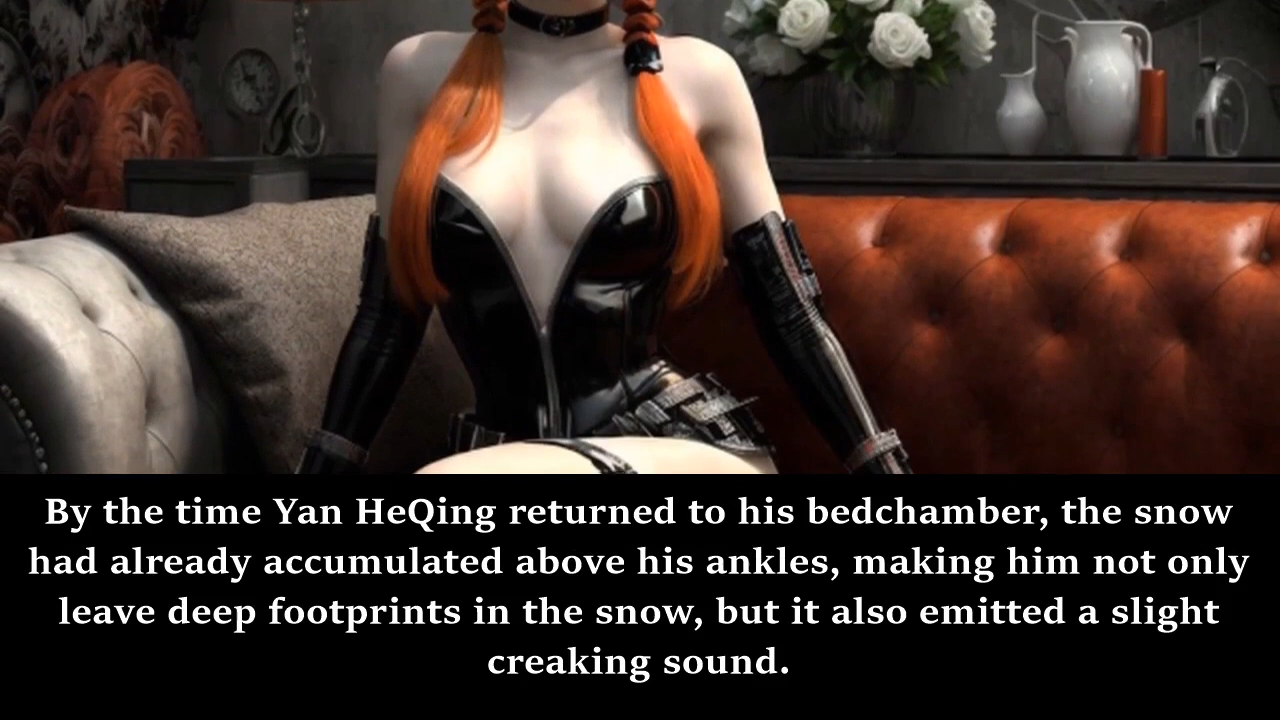 By the time Yan HeQing returned to his bedchamber, the snow
had already accumulated above his ankles, making him not only
leave deep footprints in the snow, but it also emitted a slight
creaking sound.